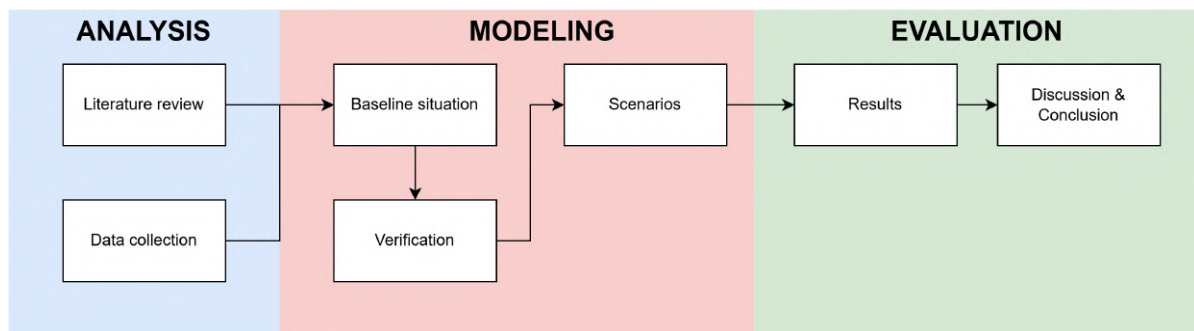 ANALYSIS
MODELING
EVALUATION
Literature review
Baseline situation
Scenarios
Results
Discussion &
Conclusion
Data collection
Verification